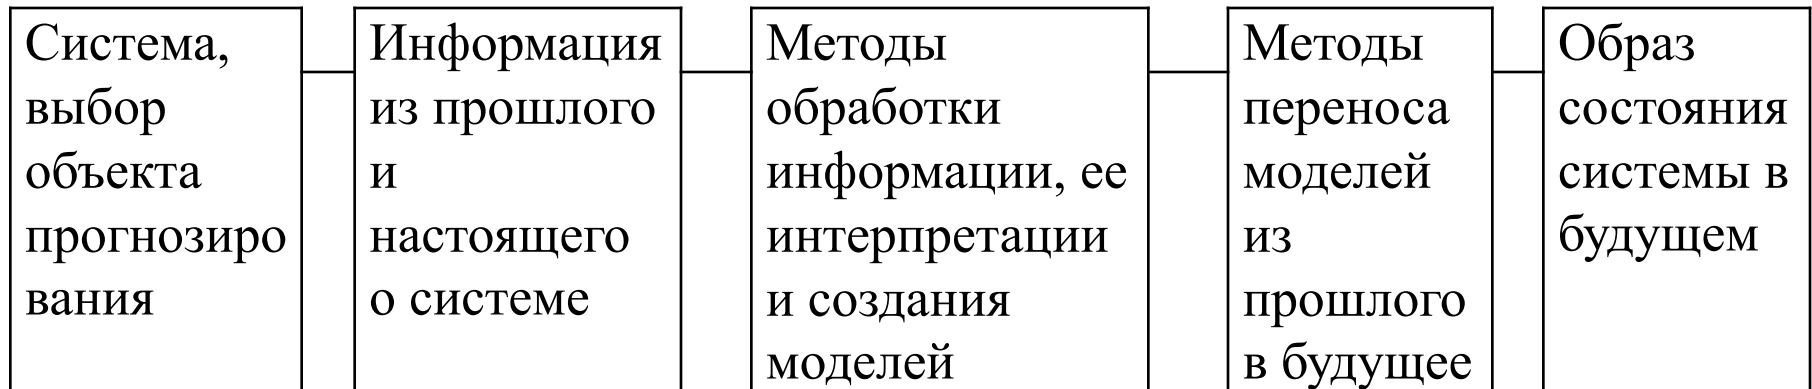 Система,
выбор
объекта
прогнозиро
вания
Информация
из прошлого
и
настоящего
о системе
Методы
обработки
информации, ее
интерпретации
и создания
моделей
Методы
переноса
моделей
из
прошлого
в будущее
Образ
состояния
системы в
будущем